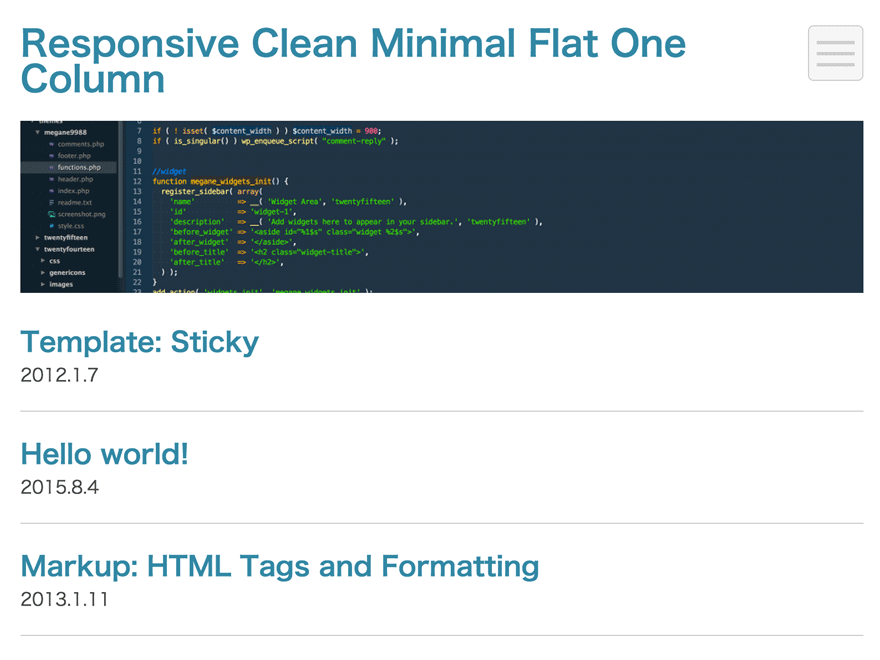 Responsive Clean Minimal Flat One
Column
themes
megane9988
comments.php
footer.php
functions.php
header.php
index.php
readme.txt
screenshot.png
style.css
twentyfifteen
twentyfourteen
css
genericons
images
7 if ( ! isset( $content_width ) ) $content_width = 900;
8 if ( is_singular() ) wp_enqueue_script( "comment-reply" );
9
10
11 //widget
12 function megane_widgets_init() {
13 register_sidebar( array(
14 'name' => __( 'Widget Area', 'twentyfifteen' ),
15 'id' => 'widget-1',
16 'description' => __( 'Add widgets here to appear in your sidebar.', 'twentyfifteen' ),
17 'before_widget' => '<aside id="%1$s" class="widget %2$s">',
18 'after_widget' => '</aside>',
19 'before_title' => '<h2 class="widget-title">',
20 'after_title' => '</h2>',
21 ) );
22 }
23 add_action( 'widgets_init', 'megane_widgets_init' );
Template: Sticky
2012.1.7
Hello world!
2015.8.4
Markup: HTML Tags and Formatting
2013.1.11